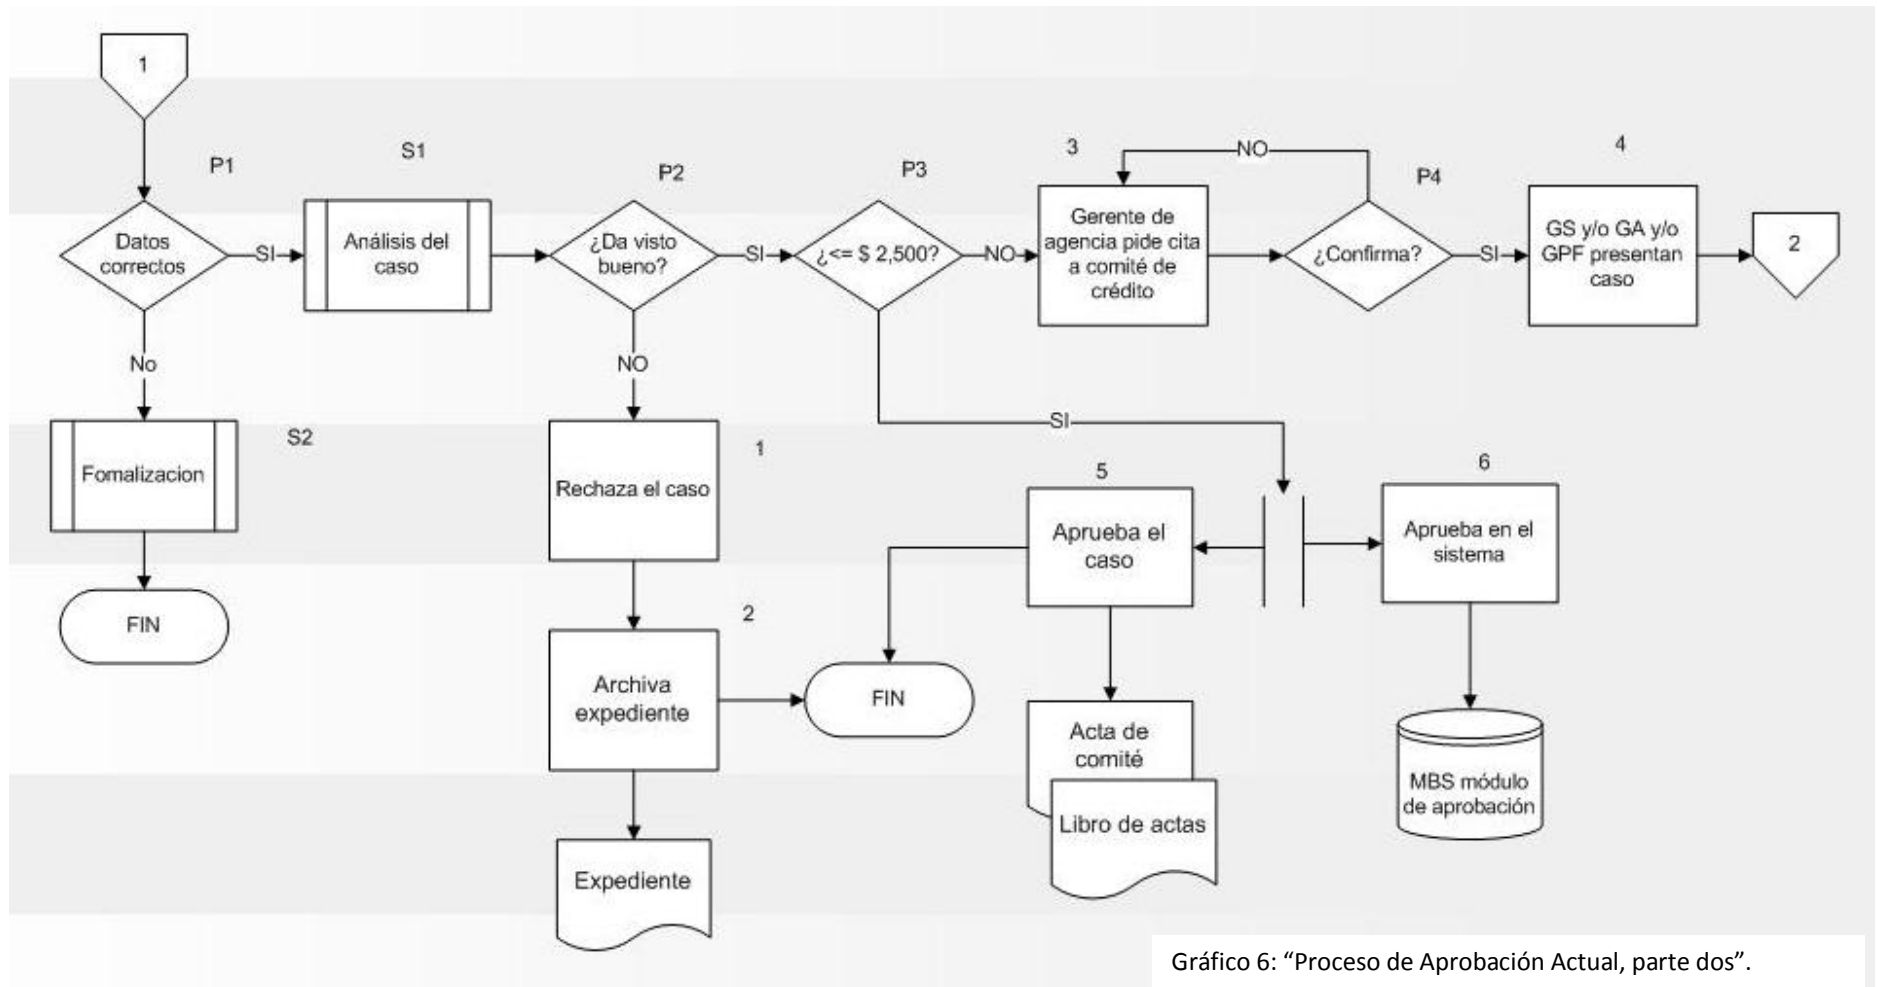 1
P1
S1
P2
P3
3
NO
P4
4
Datos
correctos
SI
Análisis del
caso
¿Da visto
bueno?
SI
¿<= $ 2,500?
NO
Gerente de
agencia pide cita
a comité de
crédito
¿Confirma?
SI
GS y/o GA y/o
GPF presentan
caso
2
No
NO
SI
Fomalizacion
S2
Rechaza el caso
1
5
6
Aprueba el
caso
Aprueba en el
sistema
FIN
2
Archiva
expediente
FIN
Acta de
comité
Libro de actas
MBS módulo
de aprobación
Expediente
Gráfico 6: “Proceso de Aprobación Actual, parte dos”.